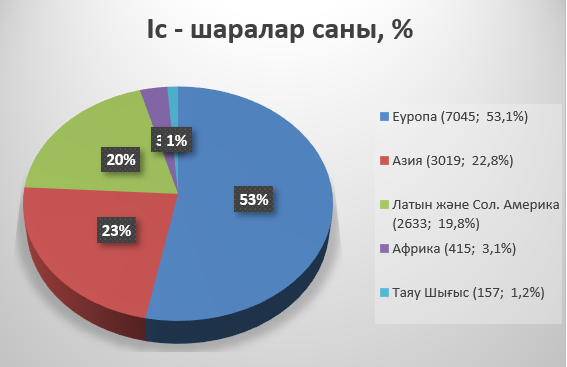 Іс - шаралар саны, %
3 1%
20%
53%
23%
Еуропа (7045; 53,1%)
Азия (3019; 22,8%)
Латын және Сол. Америка
(2633; 19,8%)
Африка (415; 3,1%)
Таяу Шығыс (157; 1,2%)